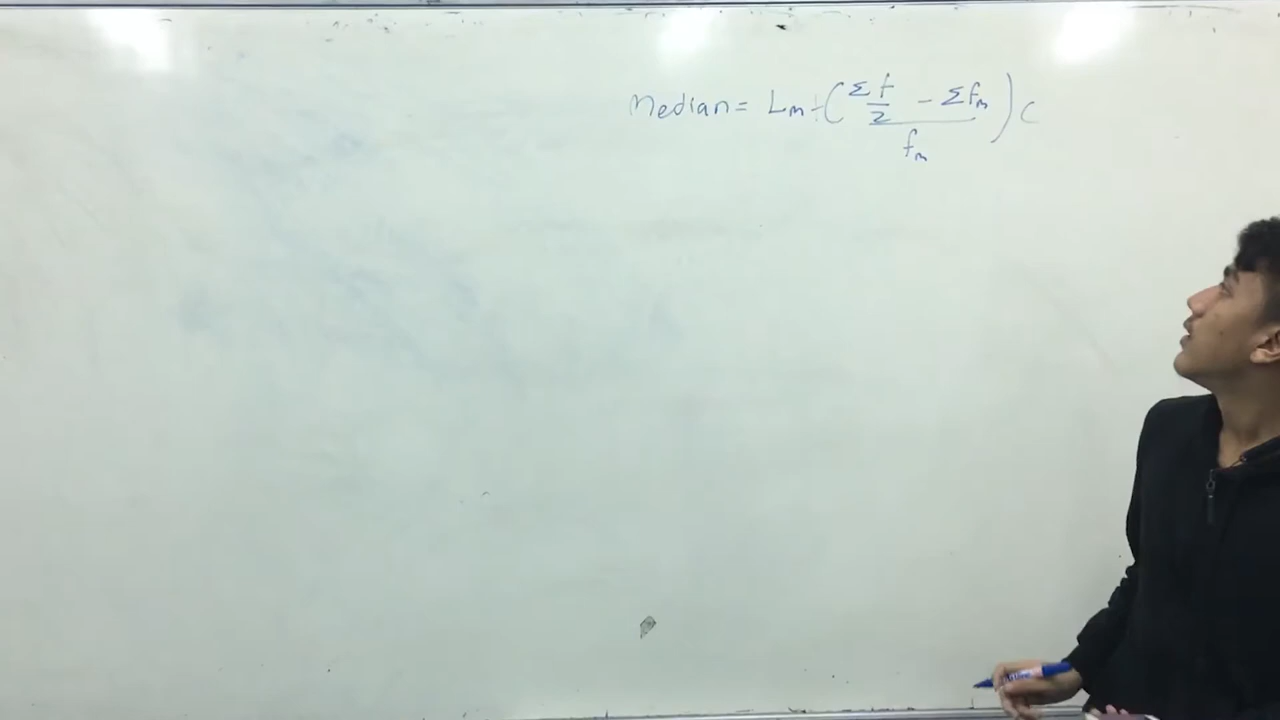 Median = Lm + ( Σf/2 - Σfm / fm ) c